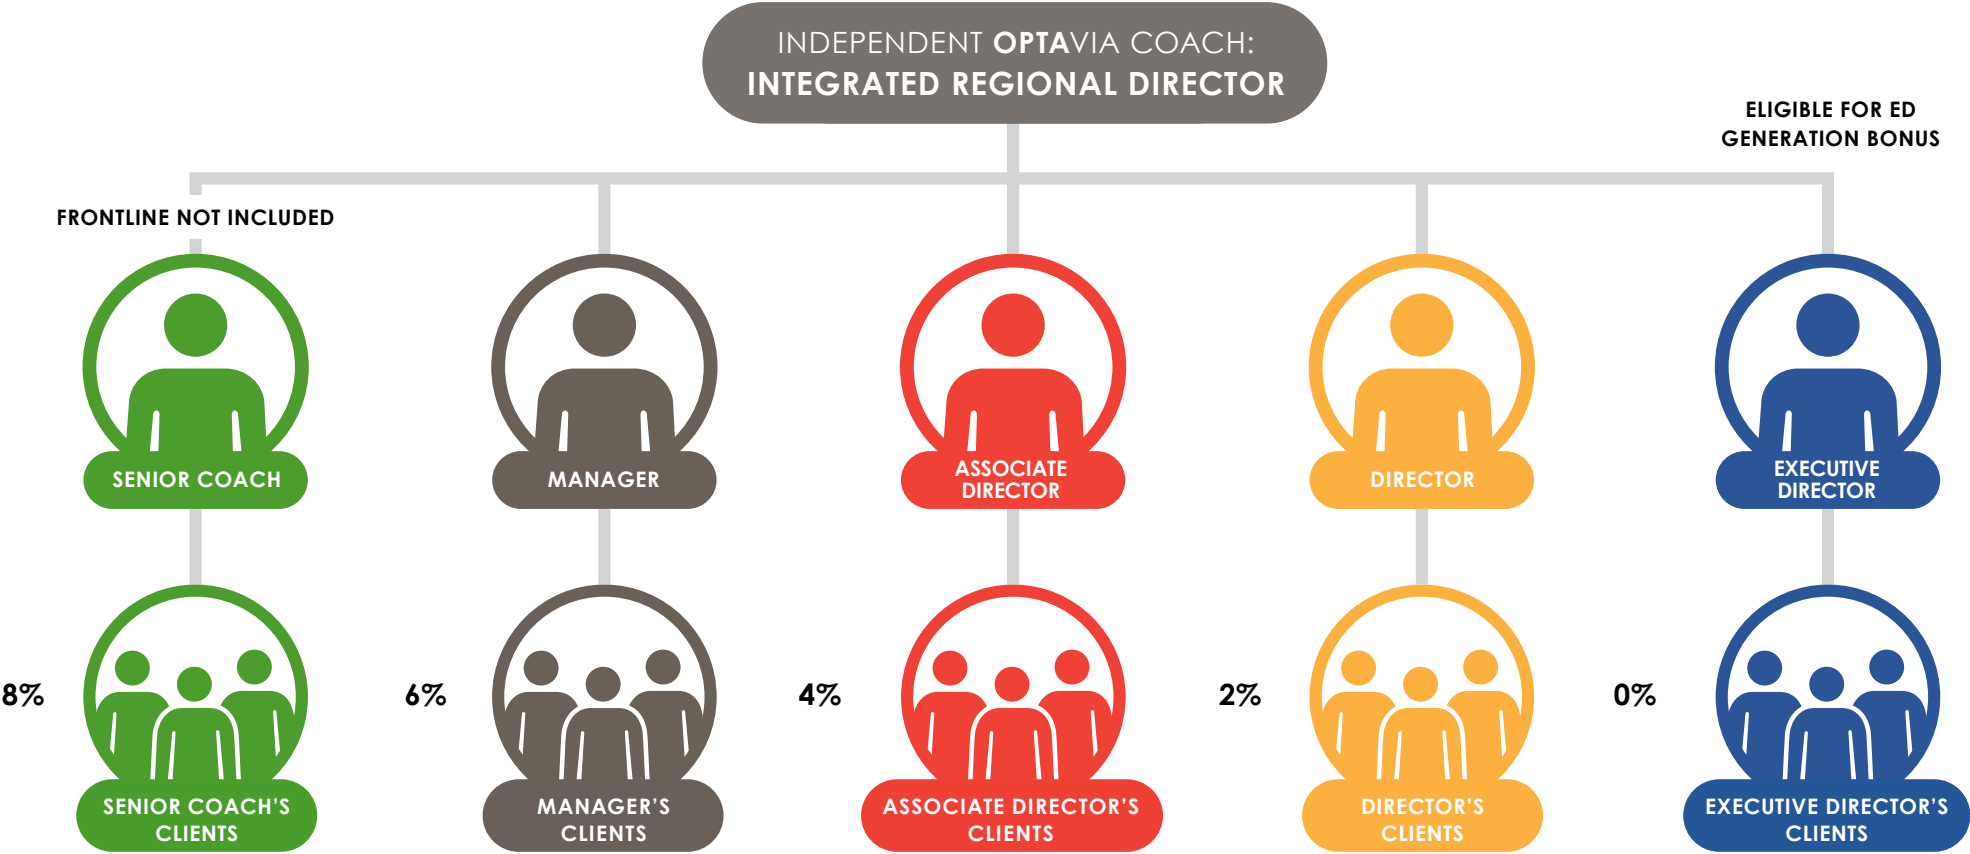 INDEPENDENT OPTAVIA COACH:
INTEGRATED REGIONAL DIRECTOR
ELIGIBLE FOR ED
GENERATION BONUS
FRONTLINE NOT INCLUDED
SENIOR COACH
MANAGER
ASSOCIATE
DIRECTOR
DIRECTOR
EXECUTIVE
DIRECTOR
8%
6%
4%
2%
0%
SENIOR COACH’S
CLIENTS
MANAGER’S
CLIENTS
ASSOCIATE DIRECTOR’S
CLIENTS
DIRECTOR’S
CLIENTS
EXECUTIVE DIRECTOR’S
CLIENTS